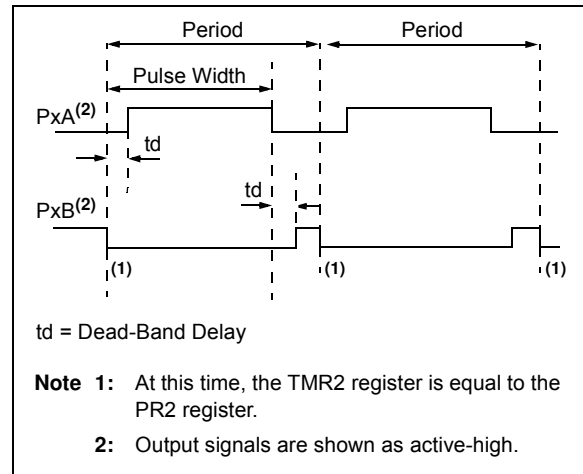 Period Period
Pulse Width
PxA(2)
td
td
PxB(2)
(1) (1) (1)
td = Dead-Band Delay
Note 1: At this time, the TMR2 register is equal to the
PR2 register.
2: Output signals are shown as active-high.